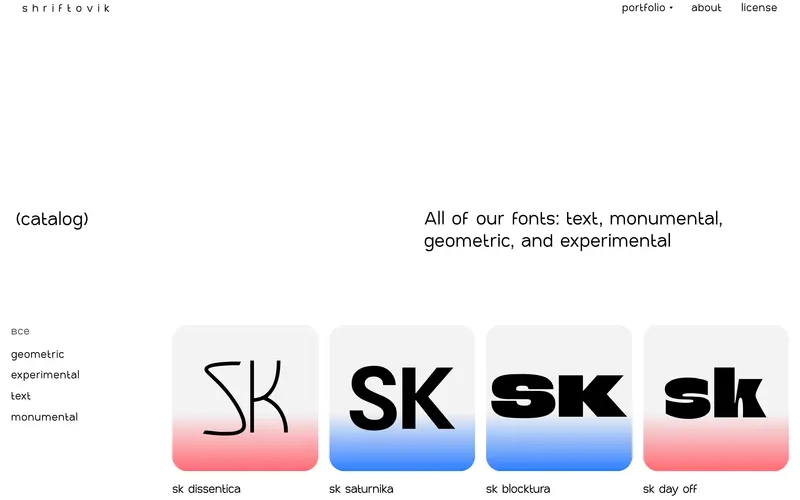 shriftovik
portfolio
about
license
(catalog)
All of our fonts: text, monumental,
geometric, and experimental
все
geometric
experimental
text
monumental
SK
SK
SK
sk
sk dissentica
sk saturnika
sk blocktura
sk day off